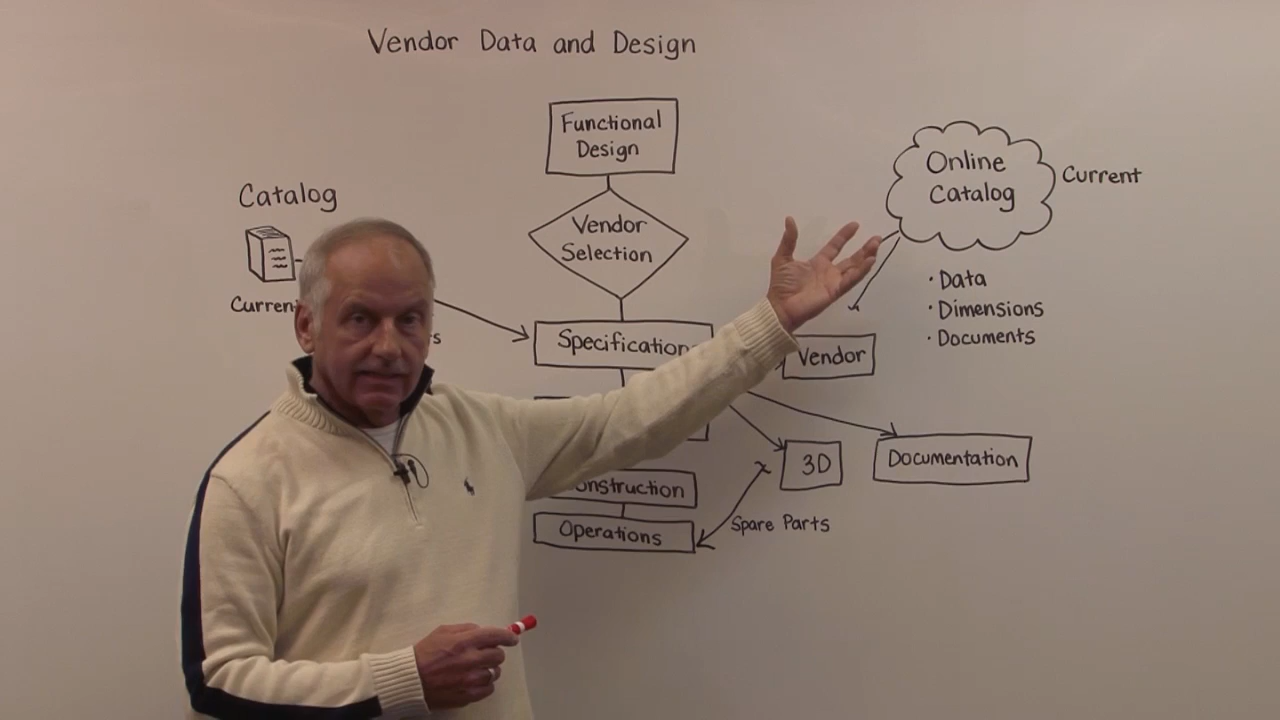 Vendor Data and Design
Functional
Design
Catalog
Vendor
Selection
Online
Catalog
Current
Data
Dimensions
Documents
Specification
Vendor
3D
Documentation
Operations
Spare Parts